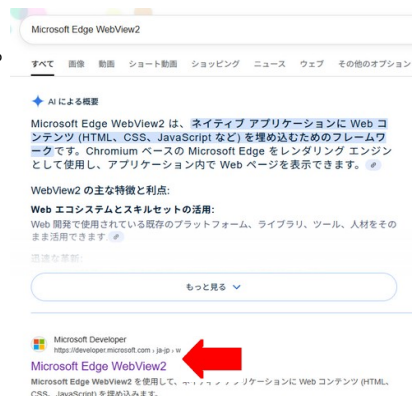 Microsoft Edge WebView2
すべて 画像 動画 ショート動画 ショッピング ニュース ウェブ その他のオプション
AI による概要
Microsoft Edge WebView2 は、ネイティブ アプリケーションに Web コ
ンテンツ (HTML、CSS、JavaScript など) を埋め込むためのフレームワ
ークです。Chromium ベースの Microsoft Edge をレンダリング エンジン
として使用し、アプリケーション内で Web ページを表示できます。
WebView2 の主な特徴と利点:
Web エコシステムとスキルセットの活用:
Web 開発で使用されている既存のプラットフォーム、ライブラリ、ツール、人材をその
まま活用できます
迅速な革新:
もっと見る
Microsoft Developer
https://developer.microsoft.com › ja-jp › w
Microsoft Edge WebView2
Microsoft Edge WebView2 を使用して、ネイティブ アプリケーションに Web コンテンツ (HTML、
CSS、JavaScript) を埋め込みます。